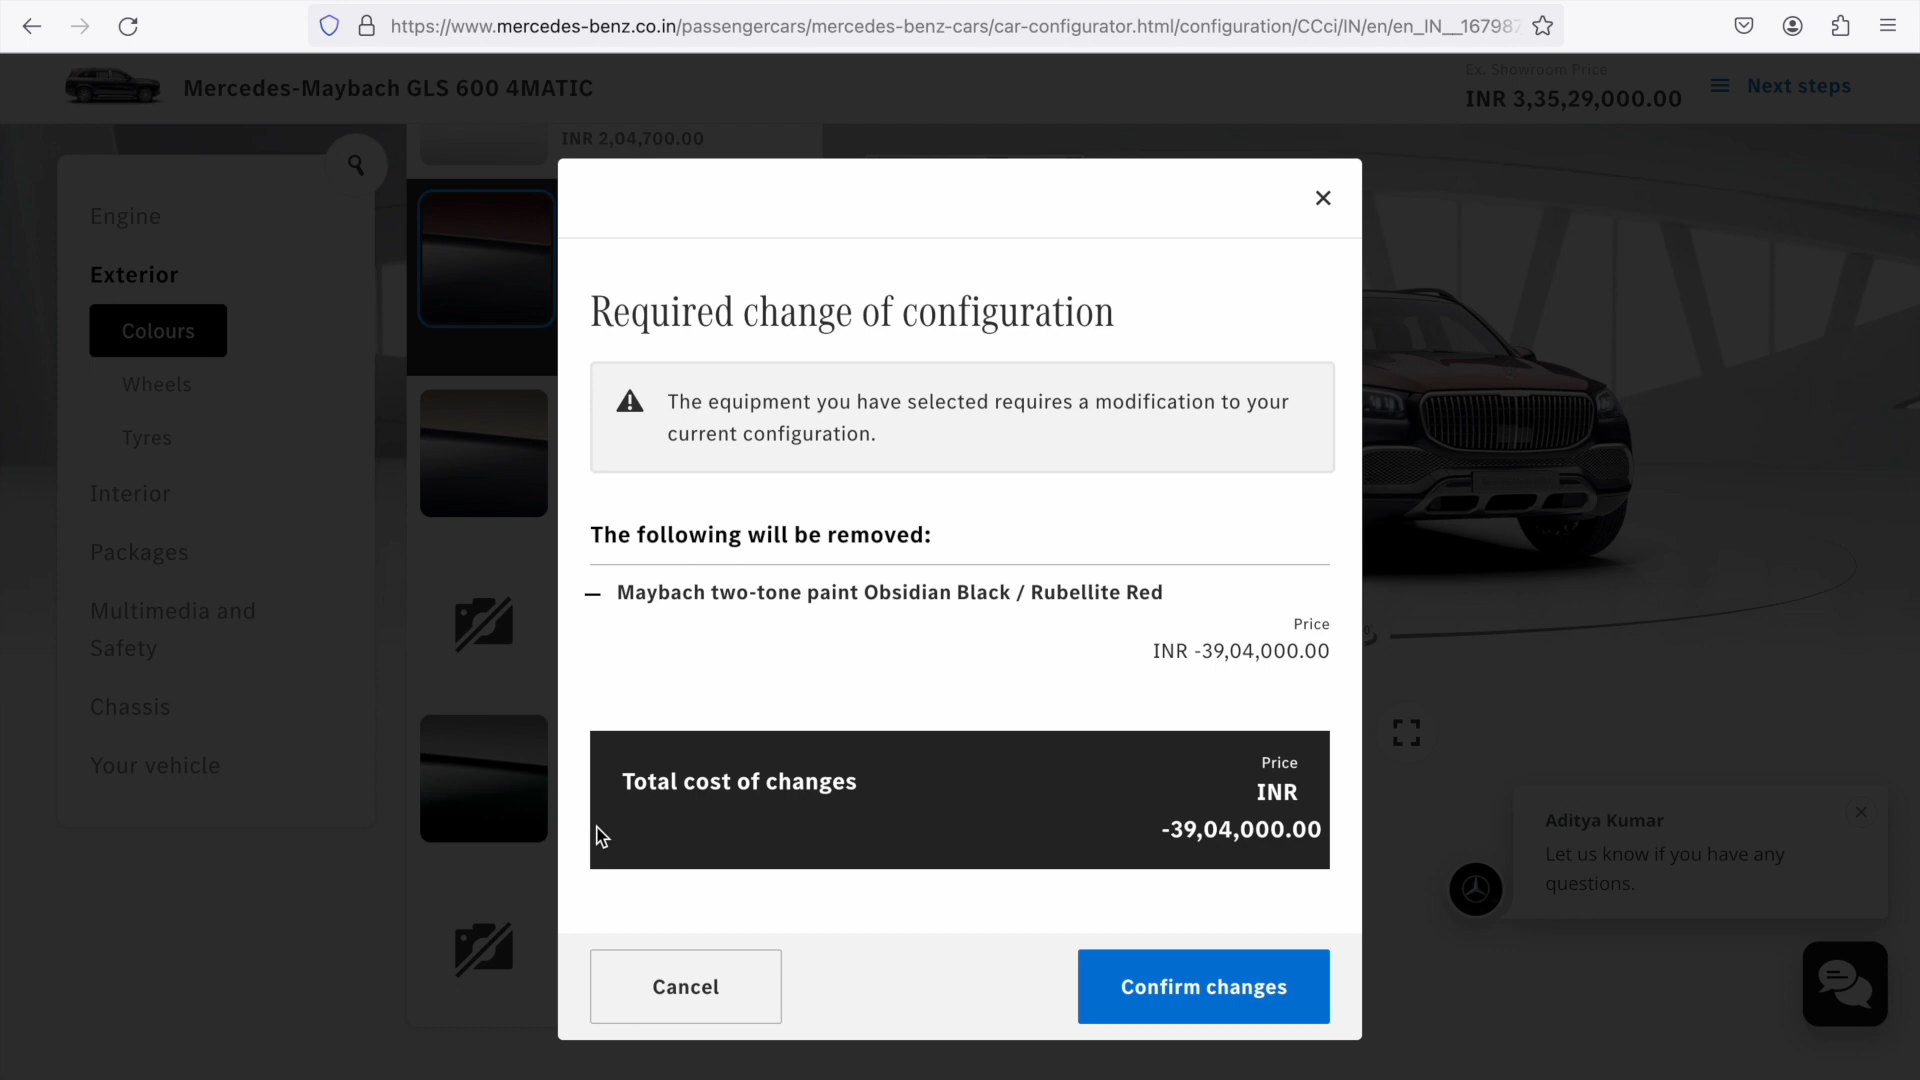 https://www.mercedes-benz.co.in/passengercars/mercedes-benz-cars/car-configurator.html/configuration/CCci/IN/en/en_IN__167987
Mercedes-Maybach GLS 600 4MATIC
Ex. Showroom Price
INR 3,35,29,000.00
Next steps
INR 2,04,700.00
Engine
Exterior
Colours
Wheels
Tyres
Interior
Packages
Multimedia and
Safety
Chassis
Your vehicle
Required change of configuration
The equipment you have selected requires a modification to your
current configuration.
The following will be removed:
Maybach two-tone paint Obsidian Black / Rubellite Red
Price
INR -39,04,000.00
Total cost of changes
Price
INR
-39,04,000.00
Cancel
Confirm changes
Aditya Kumar
Let us know if you have any
questions.